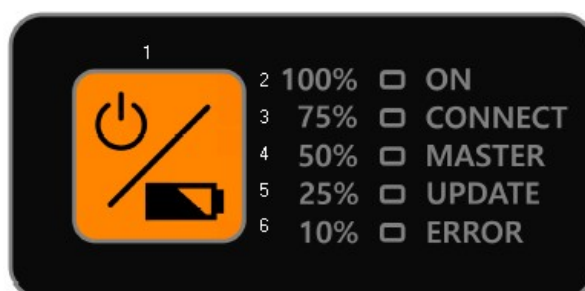 1
2 100% ON
3 75% CONNECT
4 50% MASTER
5 25% UPDATE
6 10% ERROR